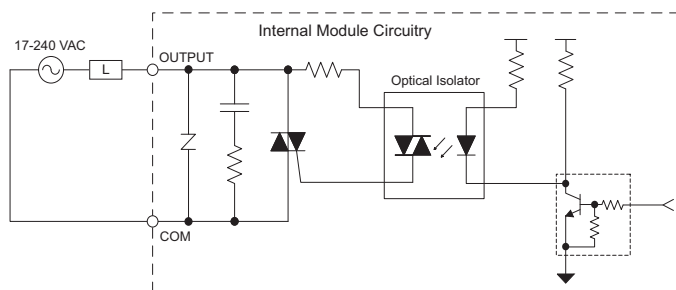 Internal Module Circuitry
17-240 VAC
L
OUTPUT
Optical Isolator
COM